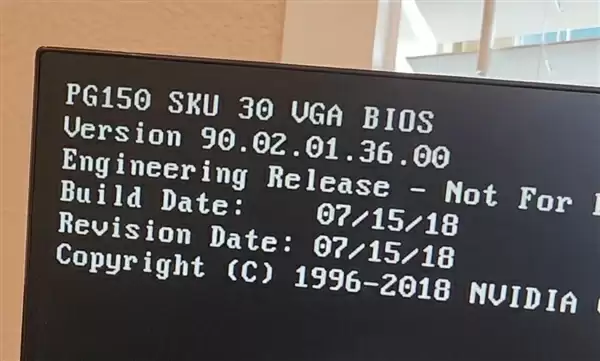 PG150 SKU 30 VGA BIOS
Version 90.02.01.36.00
Engineering Release - Not For
Build Date: 07/15/18
Revision Date: 07/15/18
Copyright (C) 1996-2018 NVIDIA